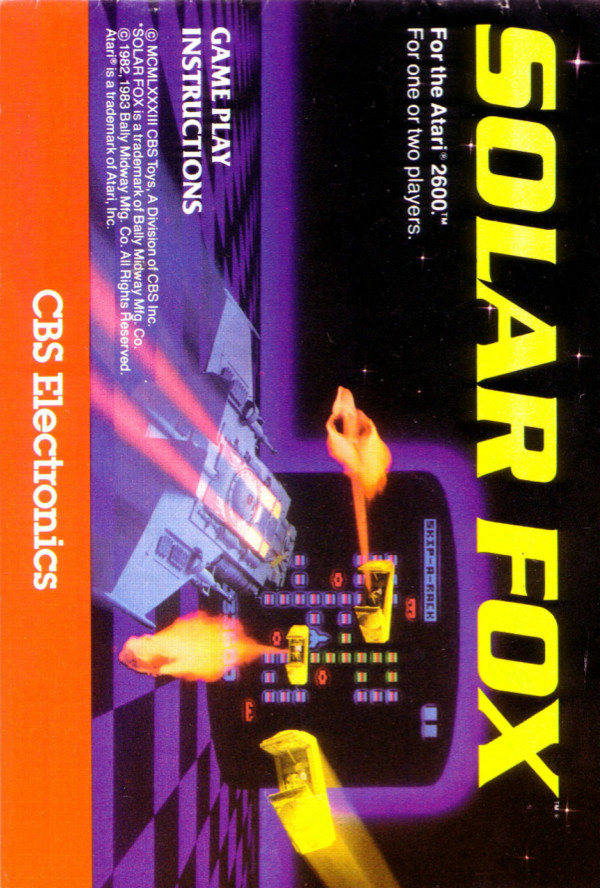 SOLAR FOX™
For the Atari® 2600.™
For one or two players.
SKIP-A-RACK
GAME PLAY
INSTRUCTIONS
© MCMLXXXIII CBS Toys, A Division of CBS Inc.
*SOLAR FOX is a trademark of Bally Midway Mfg. Co.
© 1982, 1983 Bally Midway Mfg. Co. All Rights Reserved.
Atari® is a trademark of Atari, Inc.
CBS Electronics